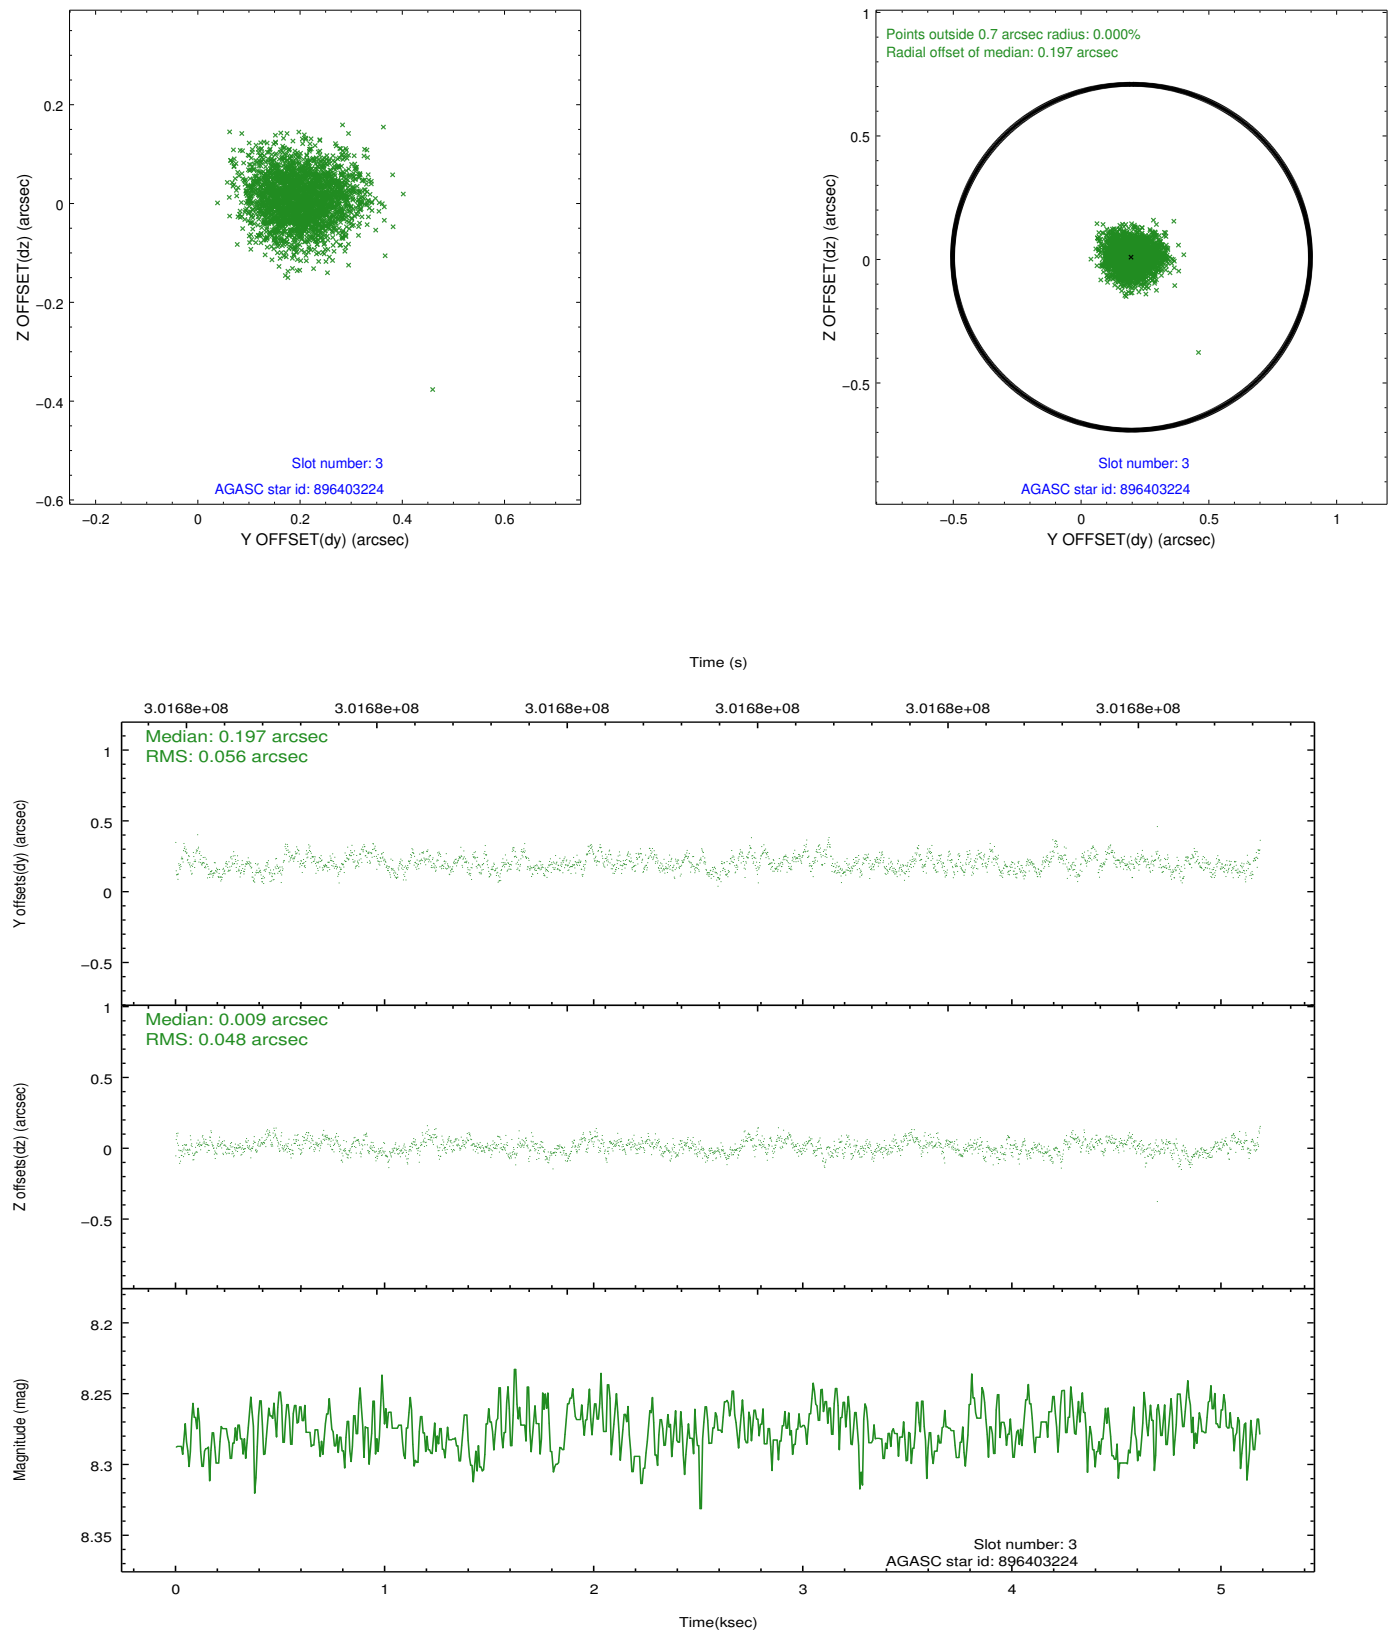 0.2
0
−0.2
−0.4
−0.6
Z OFFSET(dz) (arcsec)
Slot number: 3
AGASC star id: 896403224
−0.2 0 0.2 0.4 0.6
Y OFFSET(dy) (arcsec)
Points outside 0.7 arcsec radius: 0.000%
Radial offset of median: 0.197 arcsec
1
0.5
0
−0.5
Z OFFSET(dz) (arcsec)
Slot number: 3
AGASC star id: 896403224
−0.5 0 0.5 1
Y OFFSET(dy) (arcsec)
Time (s)
3.0168e+08 3.0168e+08 3.0168e+08 3.0168e+08 3.0168e+08 3.0168e+08
Median: 0.197 arcsec
RMS: 0.056 arcsec
1
0.5
0
−0.5
Y offsets(dy) (arcsec)
Median: 0.009 arcsec
RMS: 0.048 arcsec
1
0.5
0
−0.5
Z offsets(dz) (arcsec)
8.2
8.25
8.3
8.35
Magnitude (mag)
Slot number: 3
AGASC star id: 896403224
0 1 2 3 4 5
Time(ksec)